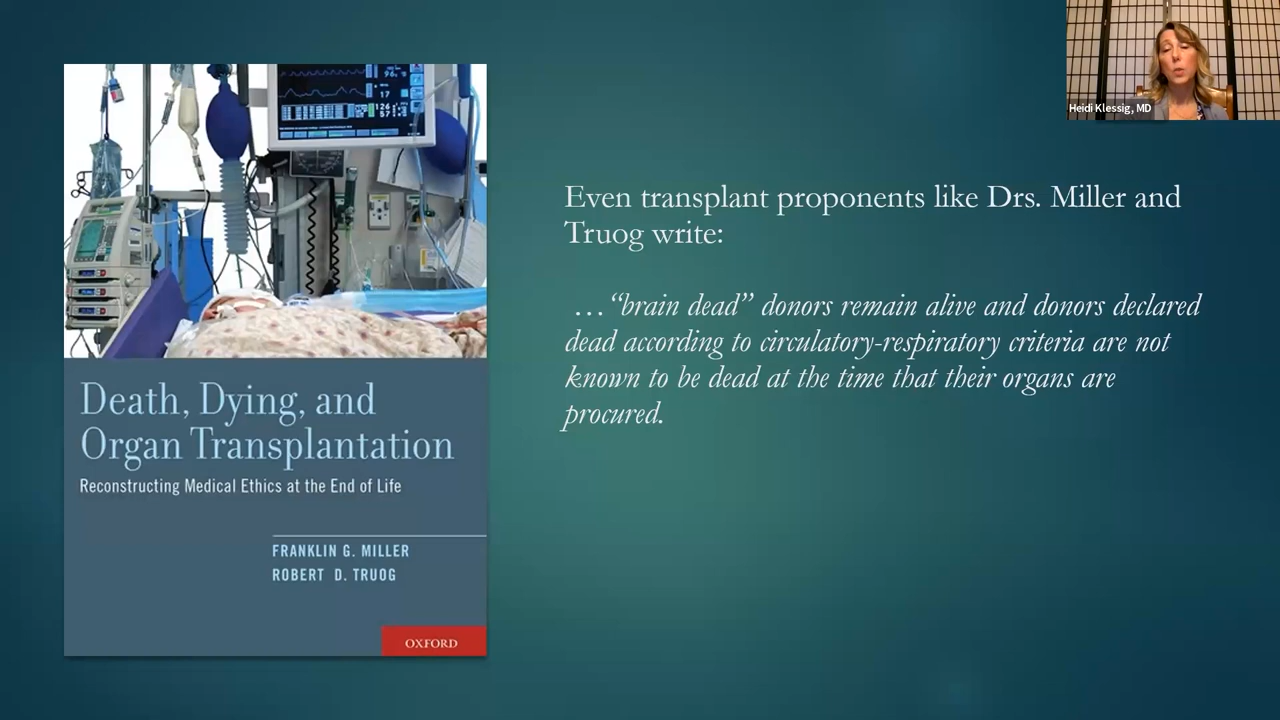 Heidi Klessig, MD
Even transplant proponents like Drs. Miller and
Truog write:
…“brain dead” donors remain alive and donors declared
dead according to circulatory-respiratory criteria are not
known to be dead at the time that their organs are
procured.
Death, Dying, and
Organ Transplantation
Reconstructing Medical Ethics at the End of Life
FRANKLIN G. MILLER
ROBERT D. TRUOG
OXFORD